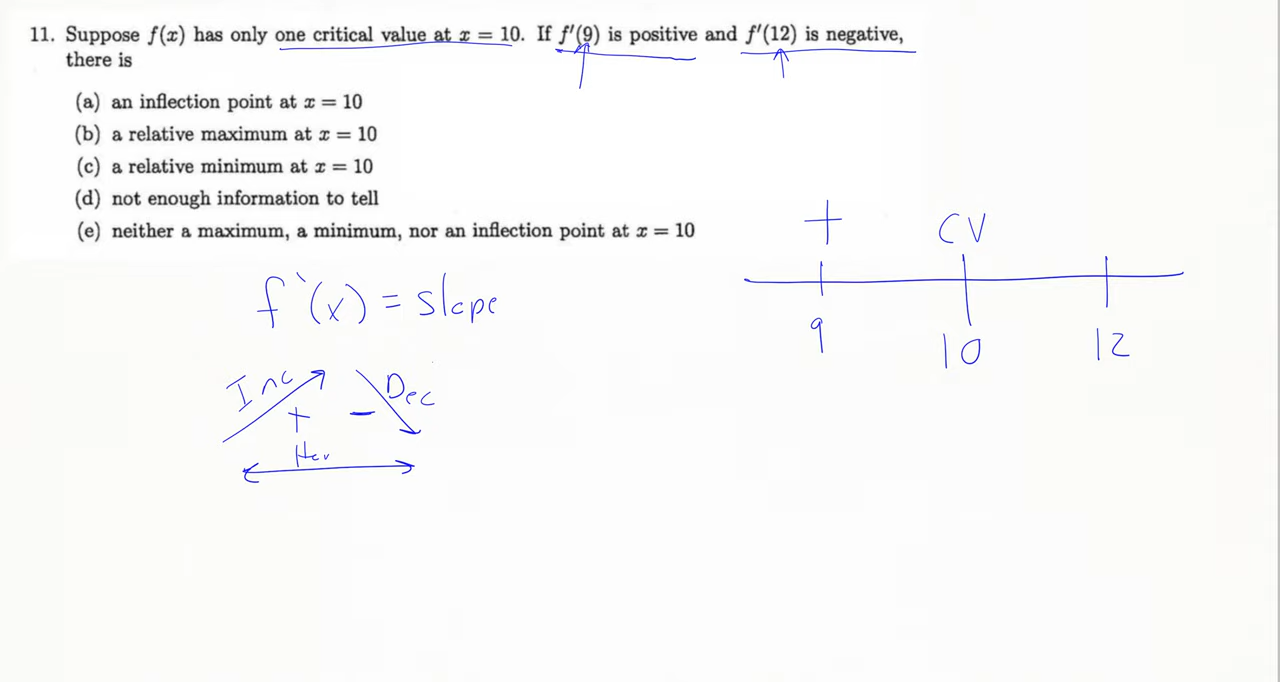 11. Suppose f(x) has only one critical value at x = 10. If f'(9) is positive and f'(12) is negative,
there is
(a) an inflection point at x = 10
(b) a relative maximum at x = 10
(c) a relative minimum at x = 10
(d) not enough information to tell
(e) neither a maximum, a minimum, nor an inflection point at x = 10
+ CV
f'(x) = slope
9 10 12
Inc Dec
+ −